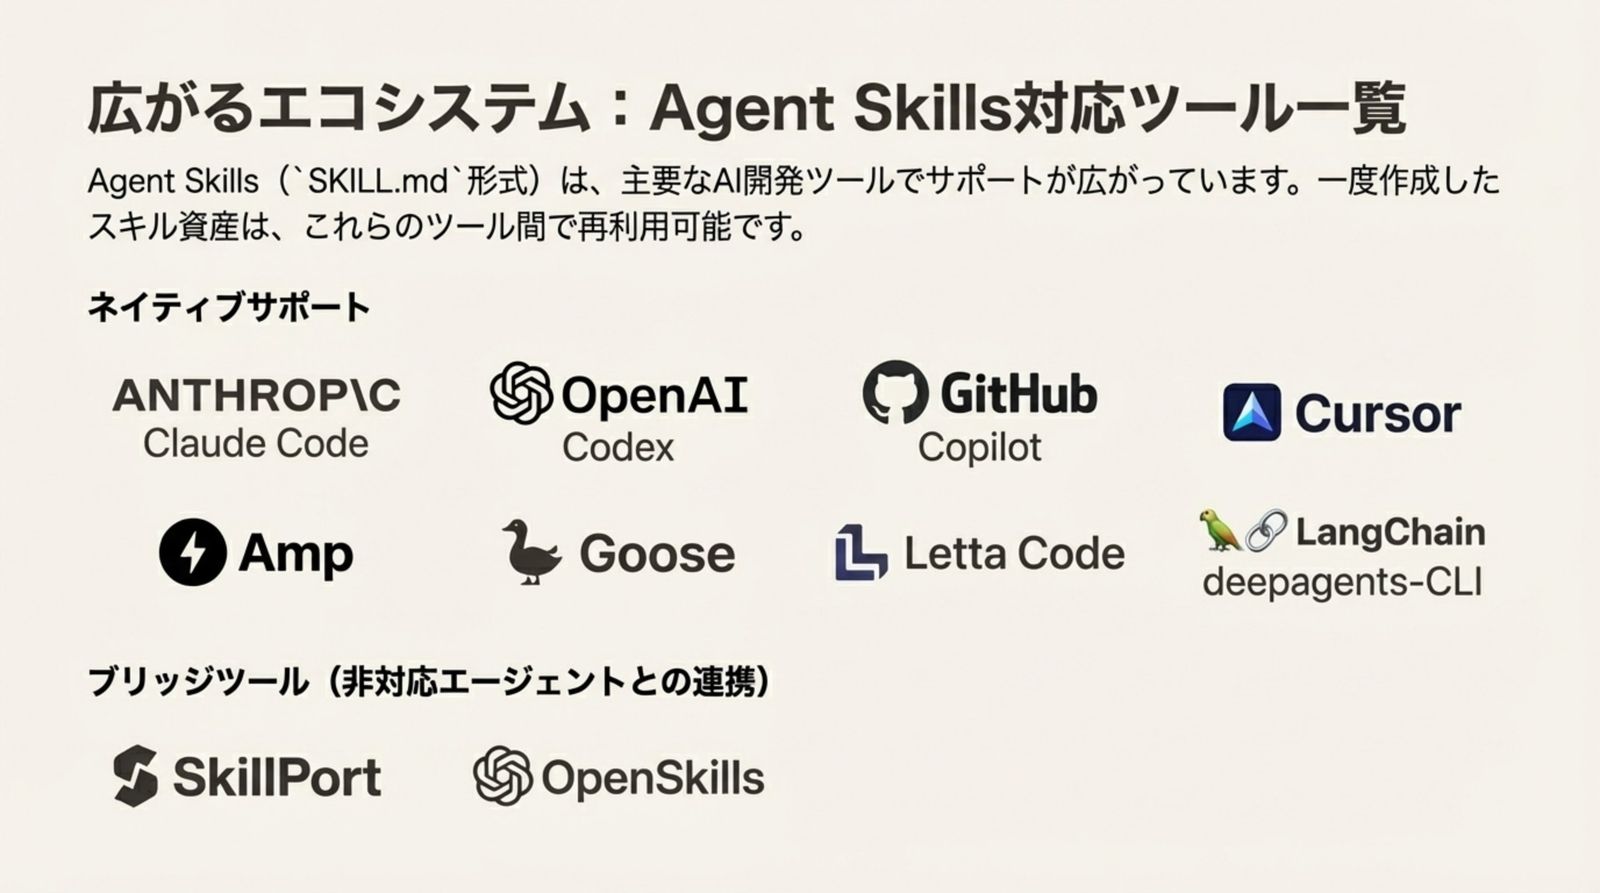 広がるエコシステム：Agent Skills対応ツール一覧
Agent Skills（`SKILL.md`形式）は、主要なAI開発ツールでサポートが広がっています。一度作成した
スキル資産は、これらのツール間で再利用可能です。
ネイティブサポート
ANTHROP\C
Claude Code
OpenAI
Codex
GitHub
Copilot
Cursor
Amp
Goose
Letta Code
LangChain
deepagents-CLI
ブリッジツール（非対応エージェントとの連携）
SkillPort
OpenSkills